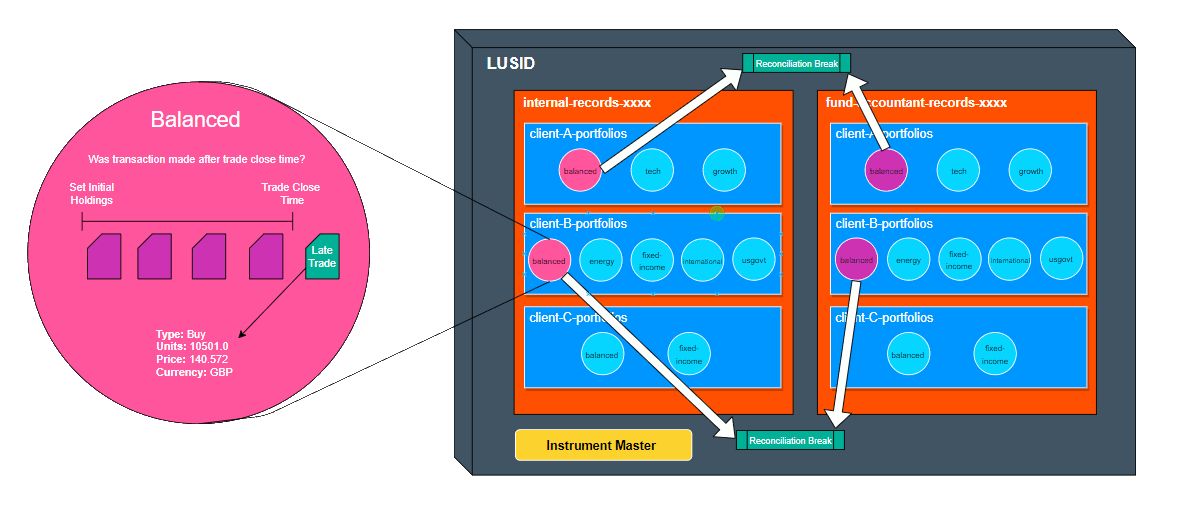 Balanced
Was transaction made after trade close time?
Set Initial
Holdings
Trade Close
Time
Late
Trade
Type: Buy
Units: 10501.0
Price: 140.572
Currency: GBP
LUSID
Reconciliation Break
internal-records-xxxx
client-A-portfolios
balanced
tech
growth
client-B-portfolios
balanced
energy
fixed-
income
international
usgovt
client-C-portfolios
balanced
fixed-
income
fund-accountant-records-xxxx
client-A-portfolios
balanced
tech
growth
client-B-portfolios
balanced
energy
fixed-
income
international
usgovt
client-C-portfolios
balanced
fixed-
income
Instrument Master
Reconciliation Break